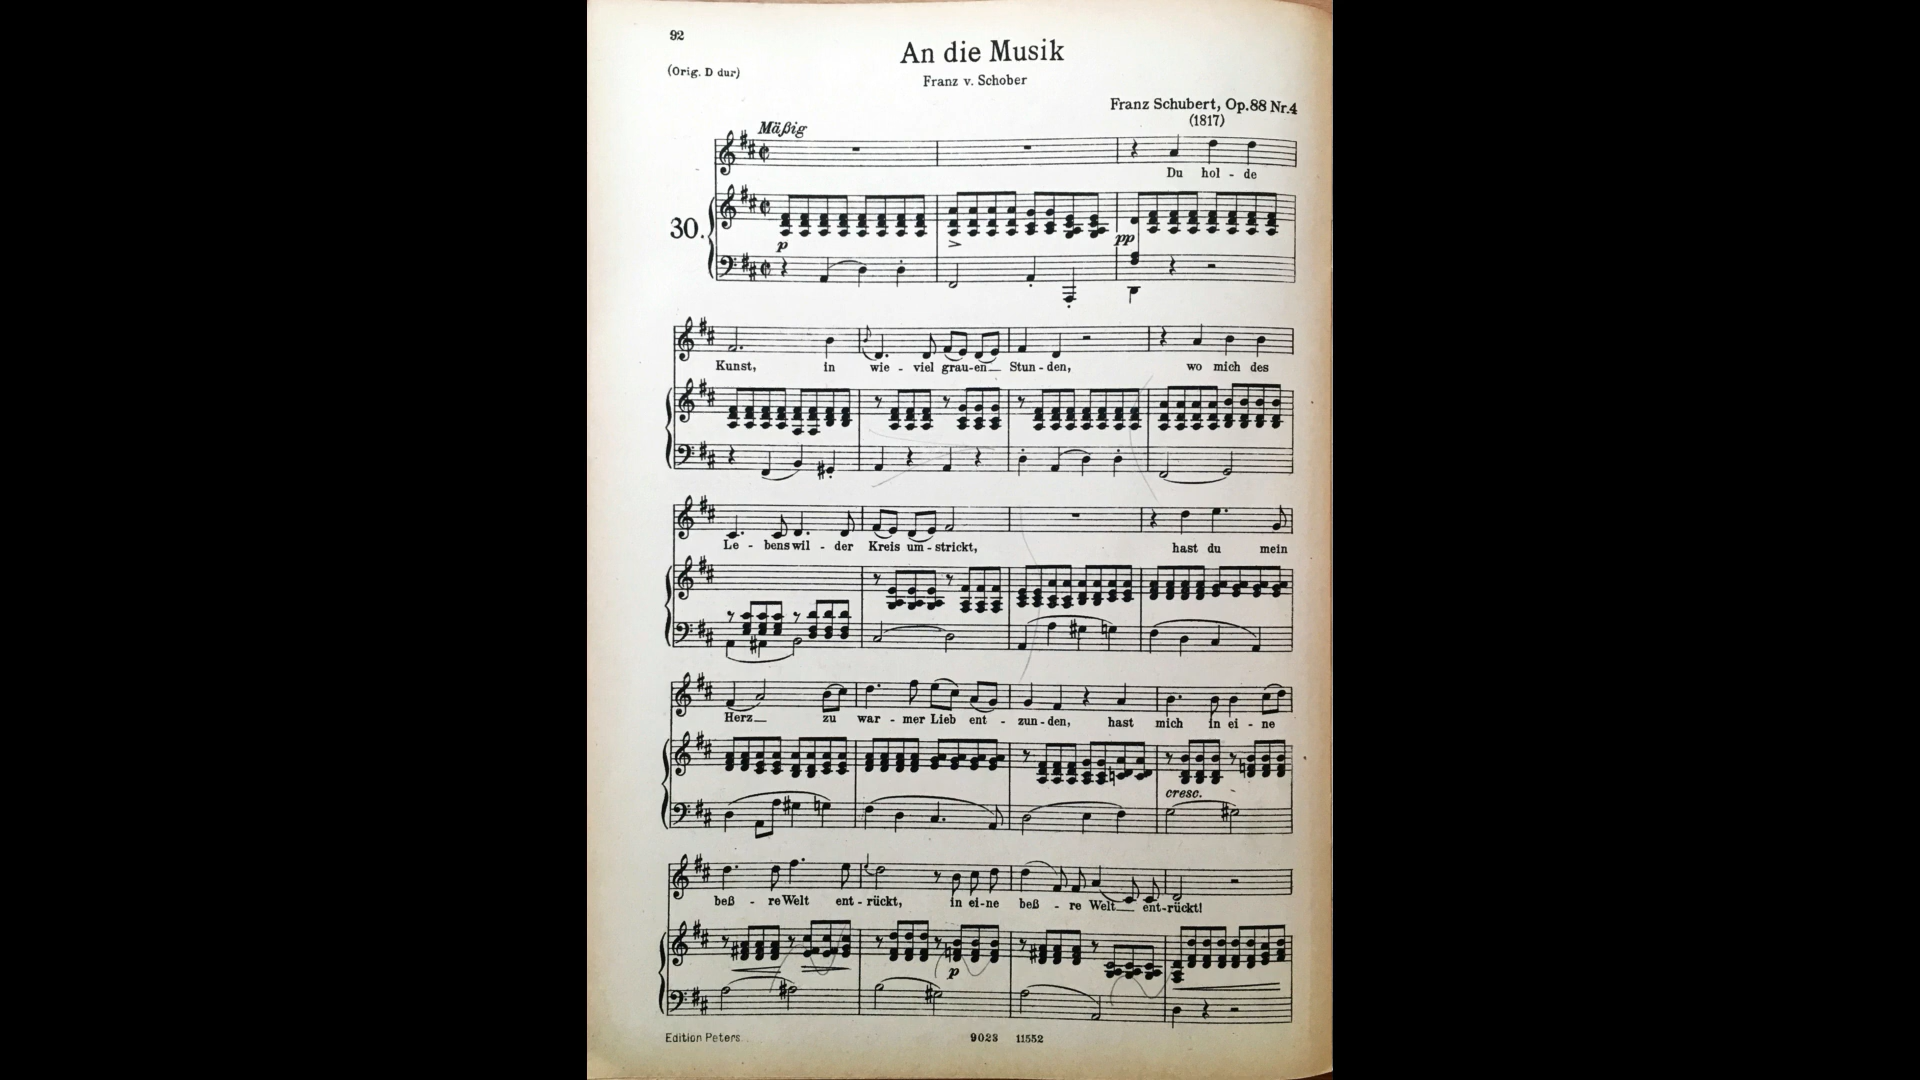 92
An die Musik
(Orig. D dur)
Franz v. Schober
Franz Schubert, Op.88 Nr.4
(1817)
Mäßig
Du hol - de
30.
p
pp
Kunst, in wie - viel grau-en Stun - den, wo mich des
Le - bens wil - der Kreis um - strickt, hast du mein
Herz zu war - mer Lieb ent - zun - den, hast mich in ei - ne
cresc.
beß - re Welt ent - rückt, in ei-ne beß - re Welt ent-rückt!
p
Edition Peters. 9023 11552